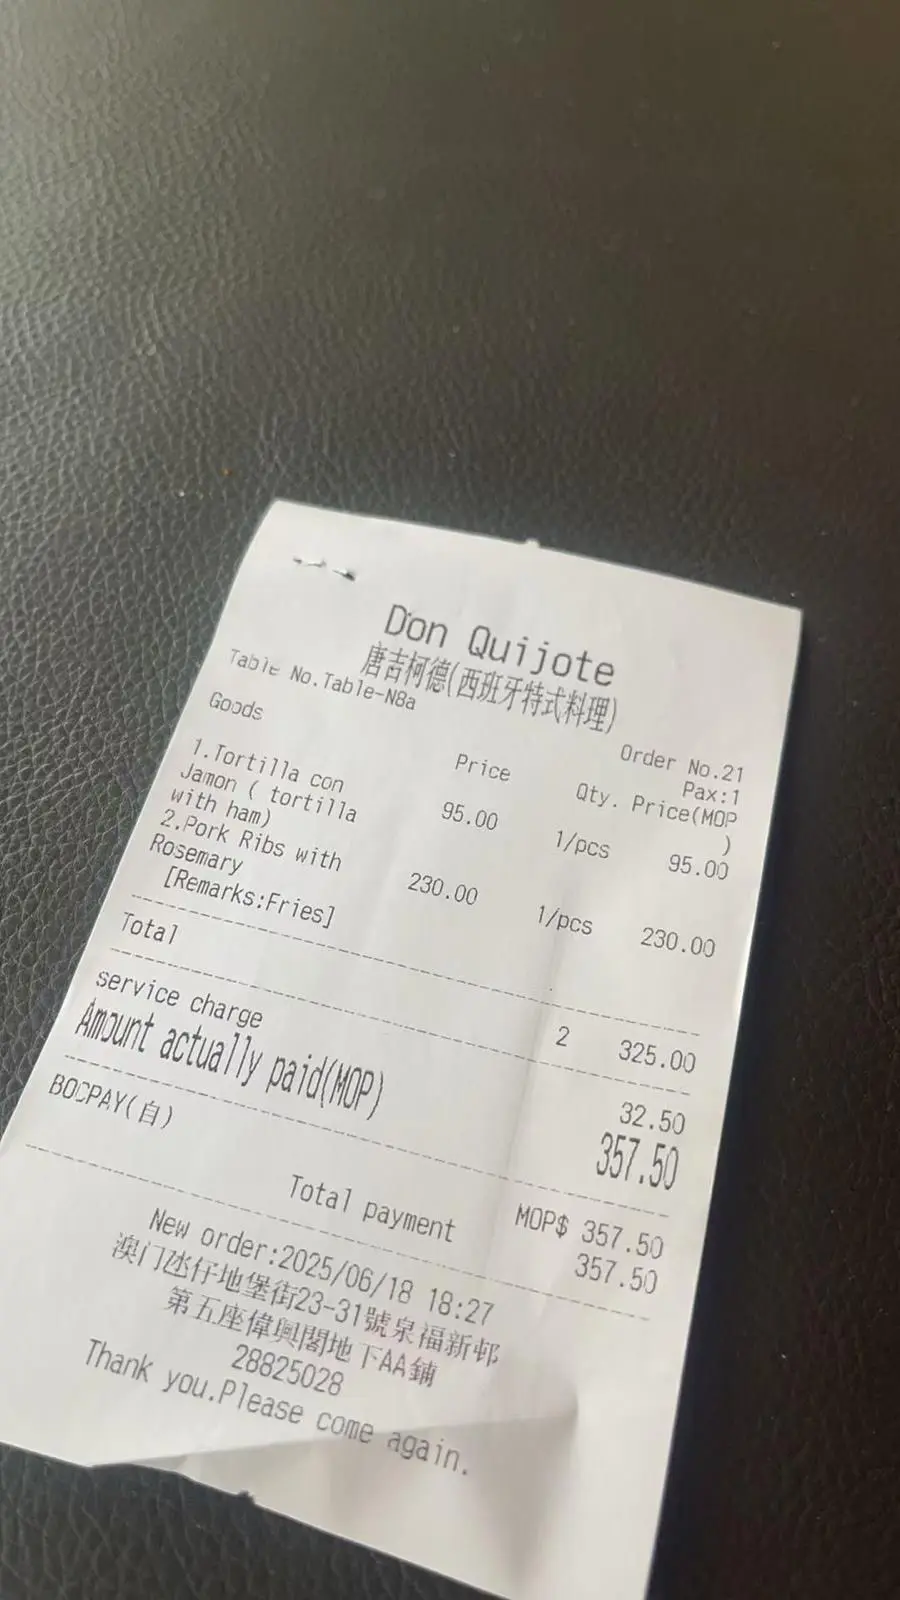 Don Quijote
唐吉柯德(西班牙特式料理)
Table No.Table-N8a
Order No.21
Pax:1
Goods Price Qty. Price(MOP
)
1.Tortilla con 95.00 1/pcs 95.00
Jamon ( tortilla
with ham)
2.Pork Ribs with 230.00 1/pcs 230.00
Rosemary
[Remarks:Fries]
Total 2 325.00
service charge 32.50
Amount actually paid(MOP) 357.50
BOCPAY(自) MOP$ 357.50
Total payment 357.50
New order:2025/06/18 18:27
澳门氹仔地堡街23-31號泉福新邨
第五座偉興閣地下AA鋪
28825028
Thank you.Please come again.